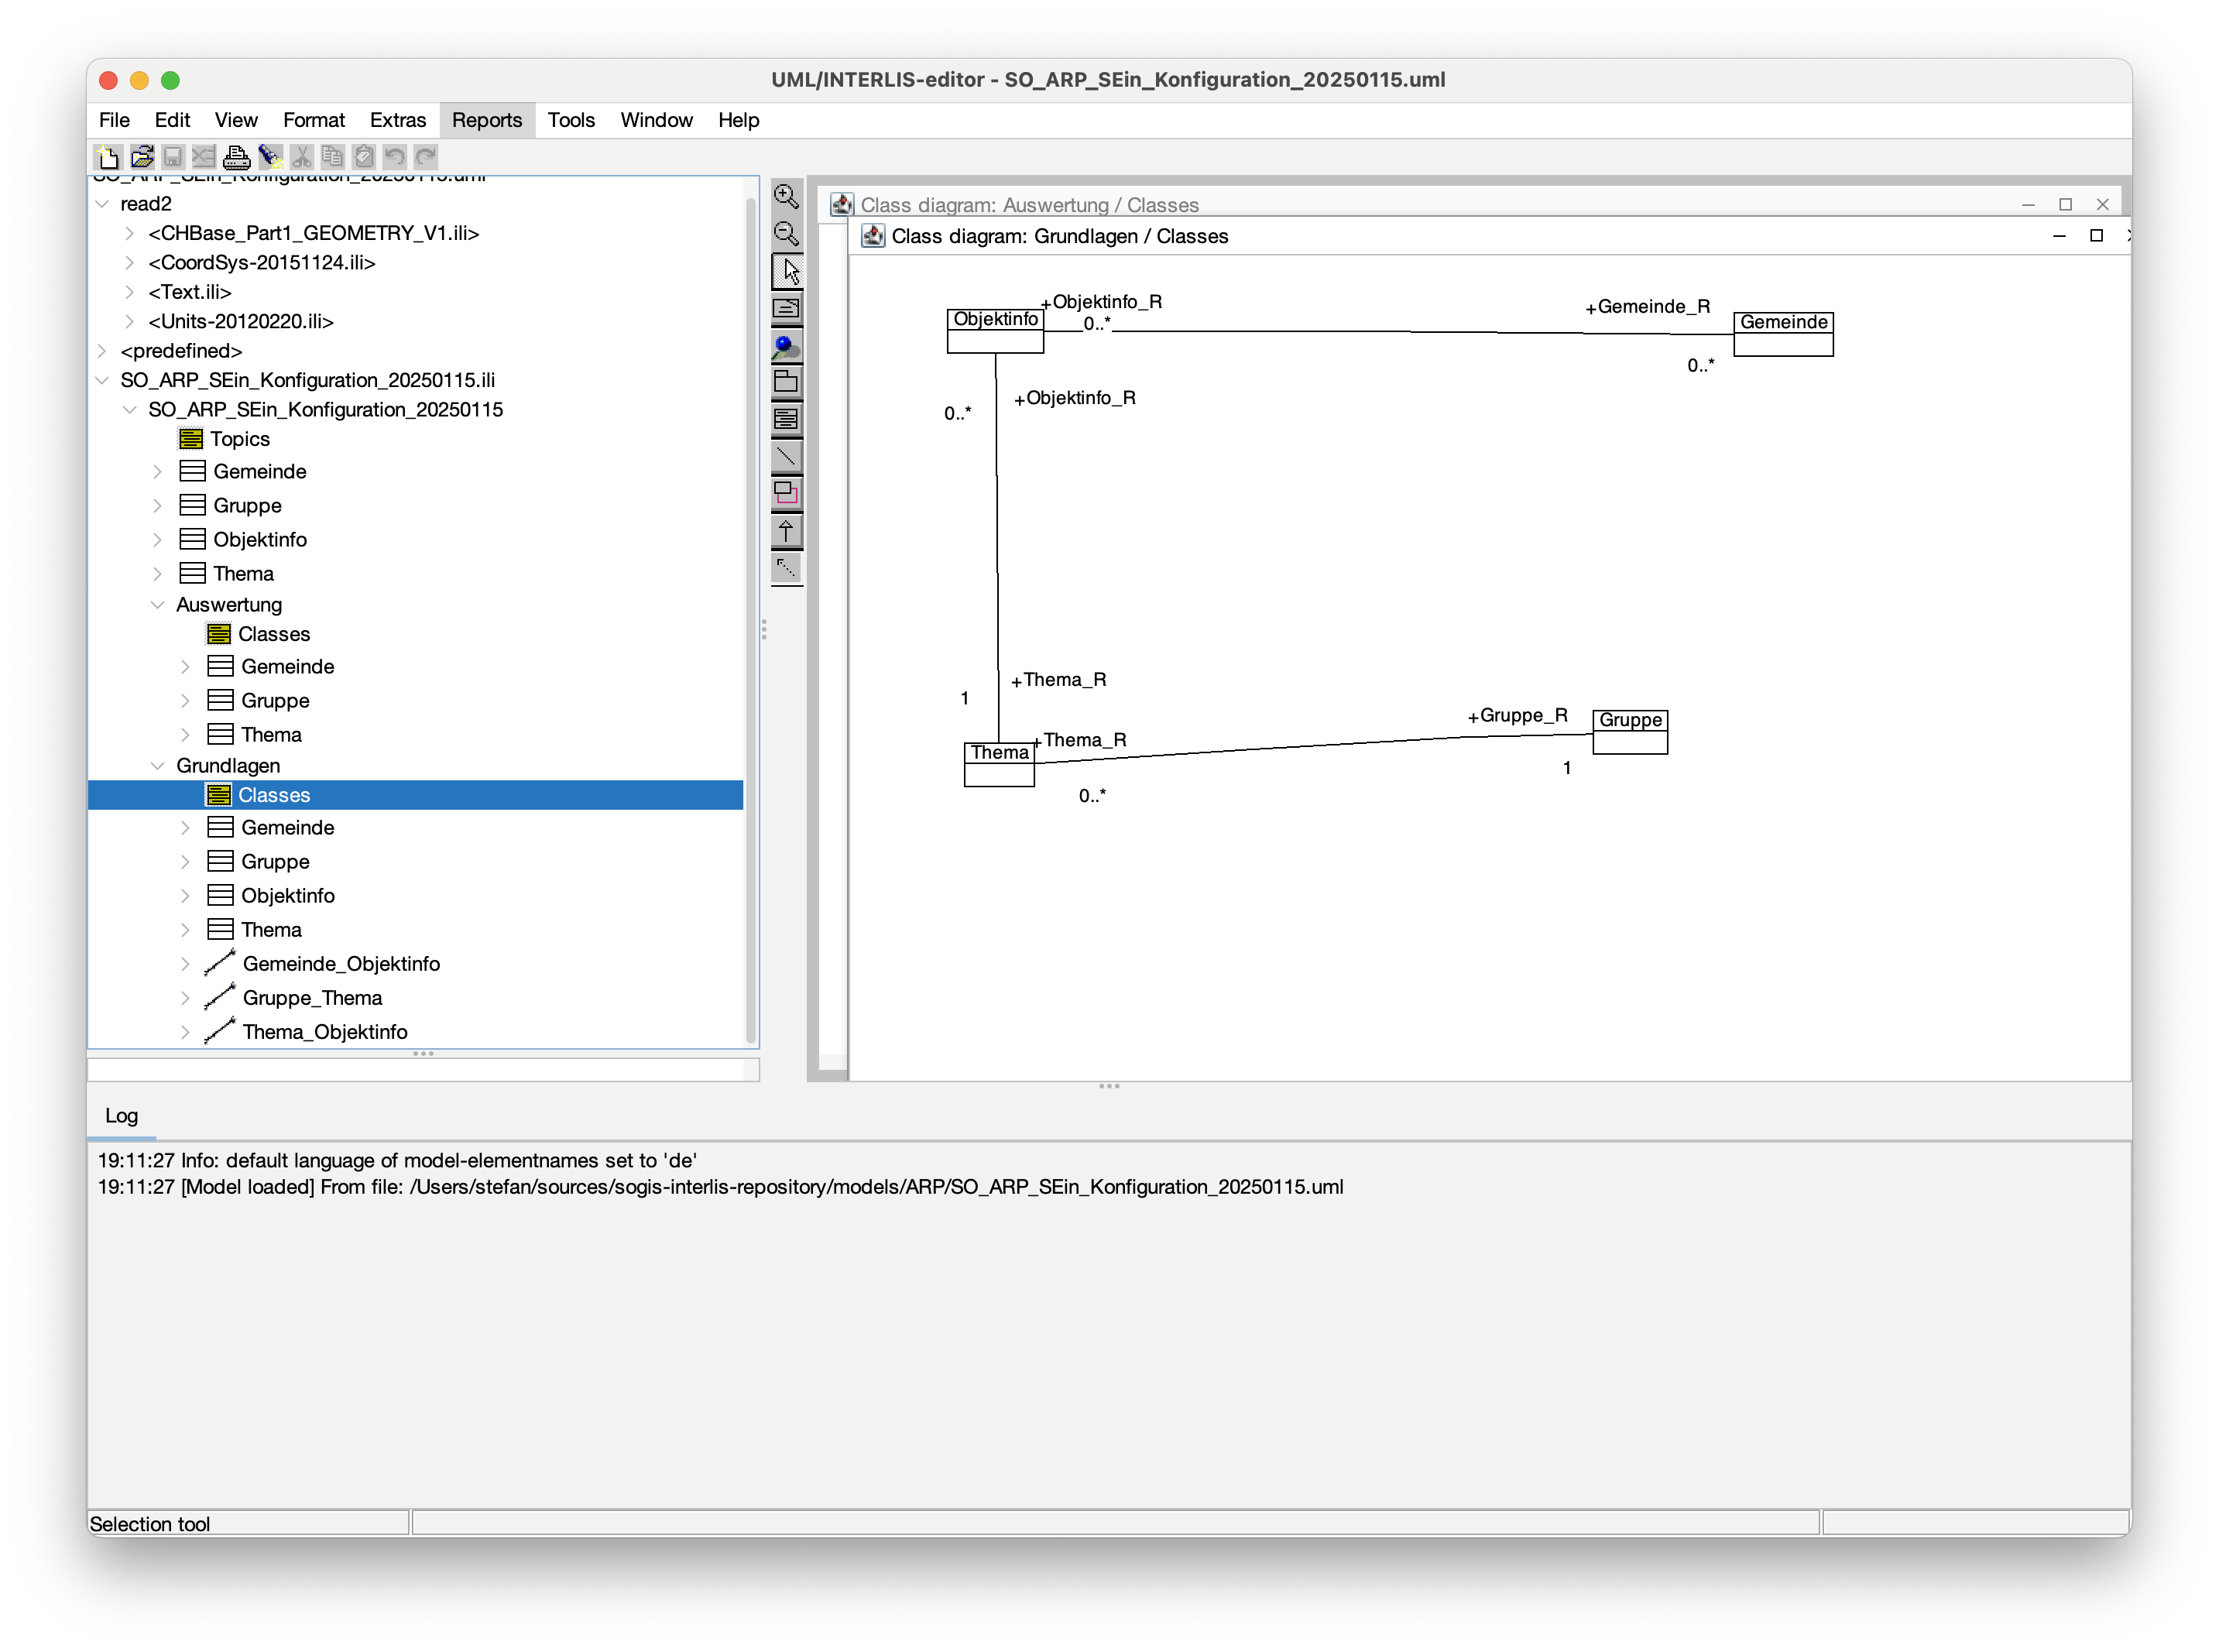 UML/INTERLIS-editor - SO_ARP_SEin_Konfiguration_20250115.uml
File Edit View Format Extras Reports Tools Window Help
SO_ARP_SEin_Konfiguration_20250115.uml
read2
<CHBase_Part1_GEOMETRY_V1.ili>
<CoordSys-20151124.ili>
<Text.ili>
<Units-20120220.ili>
<predefined>
SO_ARP_SEin_Konfiguration_20250115.ili
SO_ARP_SEin_Konfiguration_20250115
Topics
Gemeinde
Gruppe
Objektinfo
Thema
Auswertung
Classes
Gemeinde
Gruppe
Thema
Grundlagen
Classes
Gemeinde
Gruppe
Objektinfo
Thema
Gemeinde_Objektinfo
Gruppe_Thema
Thema_Objektinfo
Class diagram: Auswertung / Classes
Class diagram: Grundlagen / Classes
+Objektinfo_R
+Gemeinde_R
Objektinfo
0..*
Gemeinde
0..*
+Objektinfo_R
0..*
+Thema_R
1
+Gruppe_R
Gruppe
+Thema_R
Thema
1
0..*
Log
19:11:27 Info: default language of model-elementnames set to 'de'
19:11:27 [Model loaded] From file: /Users/stefan/sources/sogis-interlis-repository/models/ARP/SO_ARP_SEin_Konfiguration_20250115.uml
Selection tool